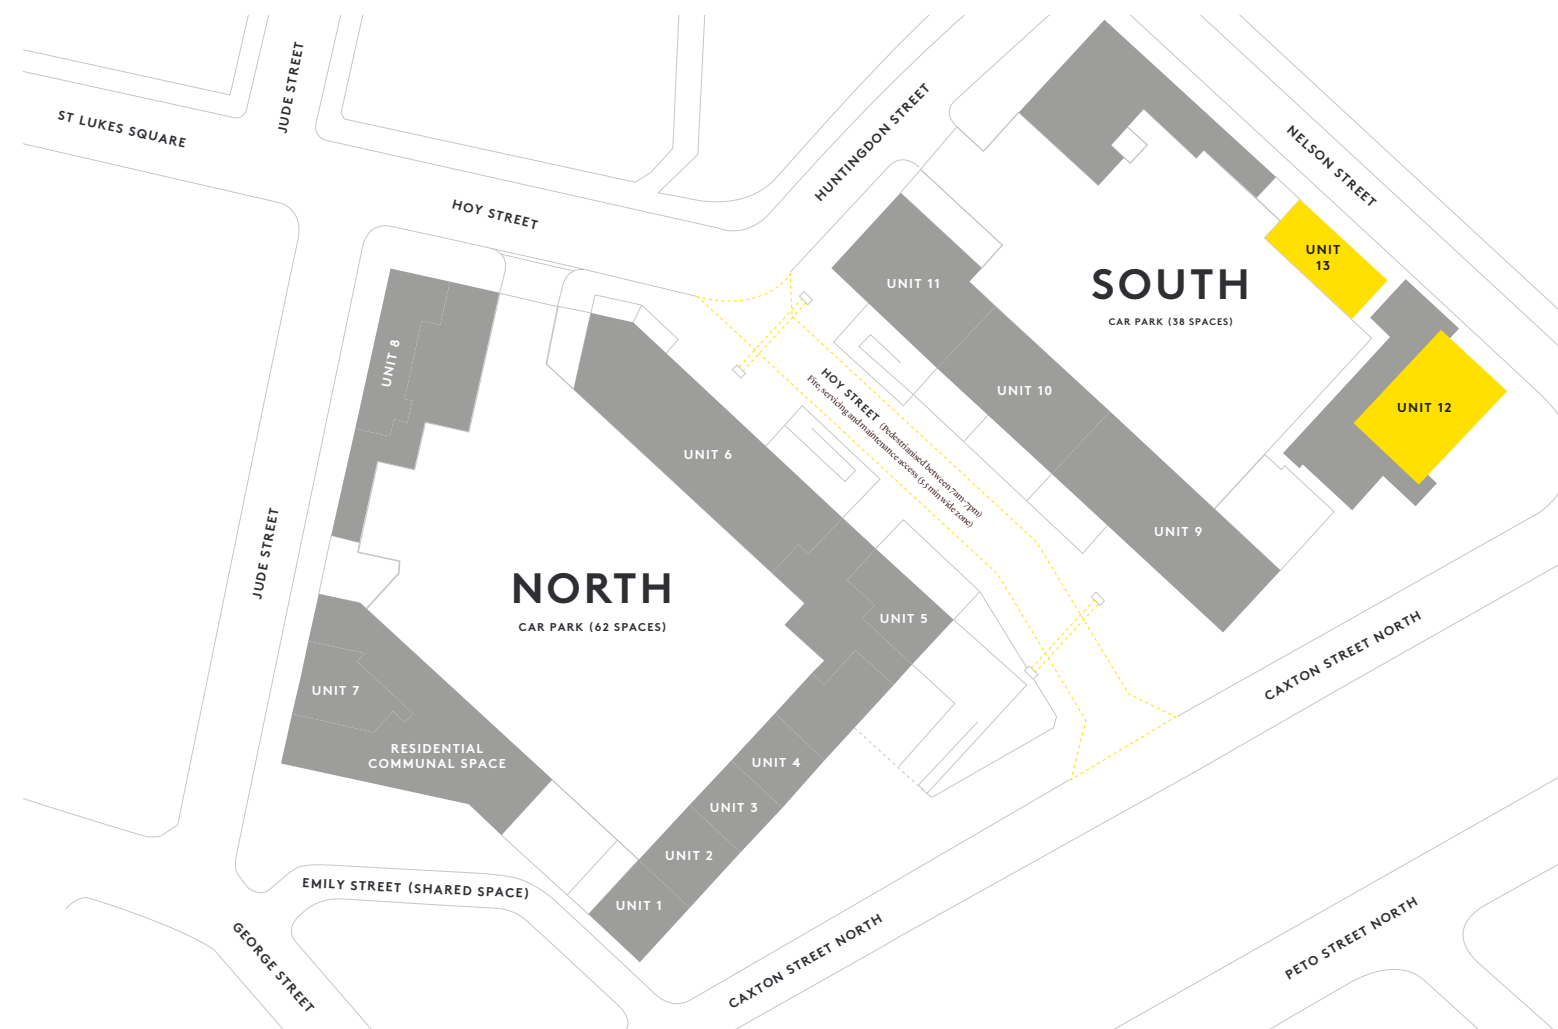 ST LUKES SQUARE
JUDE STREET
HOY STREET
HUNTINGDON STREET
NELSON STREET
UNIT
13
SOUTH
CAR PARK (38 SPACES)
UNIT 11
UNIT 8
UNIT 10
UNIT 12
HOY STREET (Pedestrianised between 7am-7pm)
Fire, servicing and maintenance access (3.5 min wide zone)
UNIT 6
UNIT 9
JUDE STREET
NORTH
CAR PARK (62 SPACES)
UNIT 5
CAXTON STREET NORTH
UNIT 7
RESIDENTIAL
COMMUNAL SPACE
UNIT 4
UNIT 3
UNIT 2
UNIT 1
EMILY STREET (SHARED SPACE)
GEORGE STREET
CAXTON STREET NORTH
PETO STREET NORTH